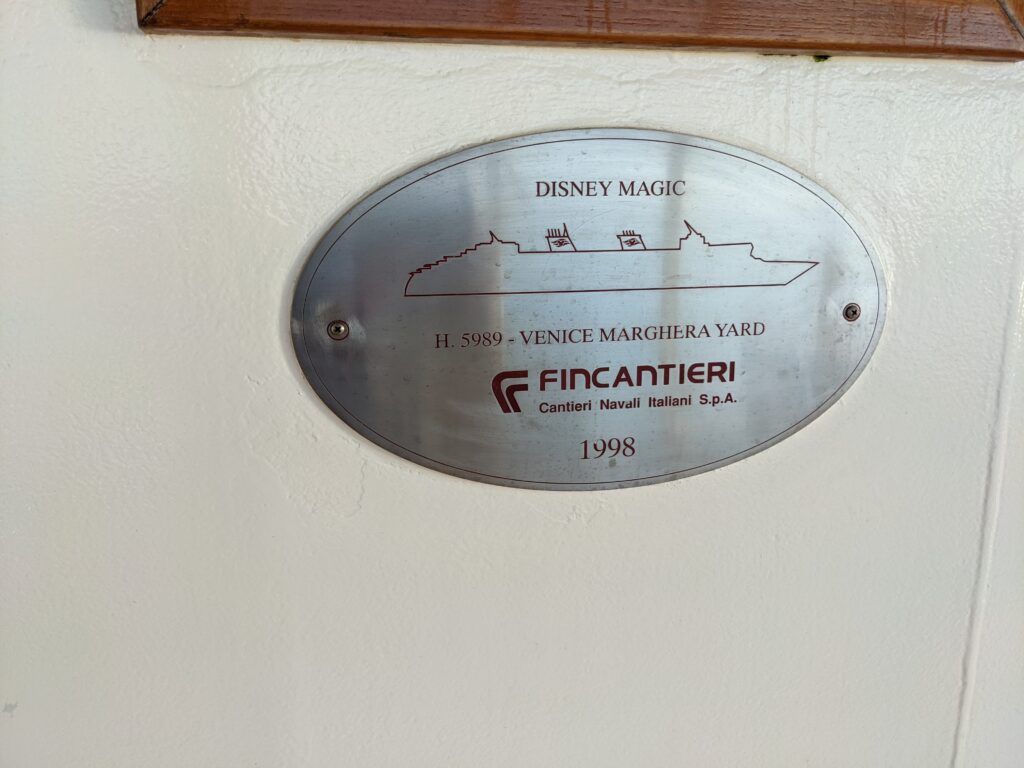 DISNEY MAGIC
H. 5989 - VENICE MARGHERA YARD
FINCANTIERI
Cantieri Navali Italiani S.p.A.
1998